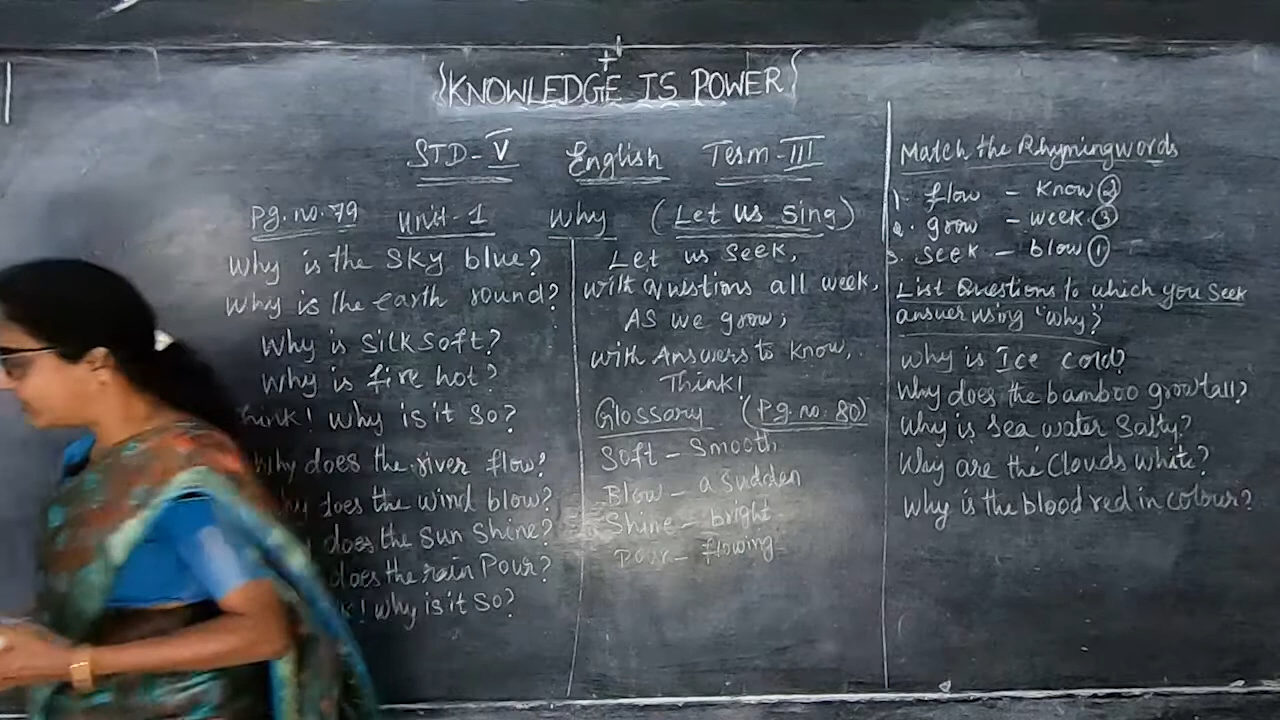 {KNOWLEDGE IS POWER}
STD-V English Term-III
Pg. no. 79 Unit-1 Why (Let us Sing)
Why is the Sky blue?
Why is the earth round?
Why is Silk Soft?
Why is fire hot?
hink! Why is it So?
Why does the river flow?
hy does the wind blow?
does the Sun Shine?
does the rain Pour?
k! Why is it So?
Let us Seek,
With Questions all week,
As we grow;
With Answers to Know,
Think!
Glossary (Pg. no. 80)
Soft - Smooth
Blow - a Sudden
Shine - bright
Pour - flowing
Match the Rhyming words
1. flow - Know ②
2. grow - week ③
3. Seek - blow ①
List Questions to which you Seek
answer using "Why?"
Why is Ice cold?
Why does the bamboo grow tall?
Why is Sea water Salty?
Why are the Clouds White?
Why is the blood red in colour?